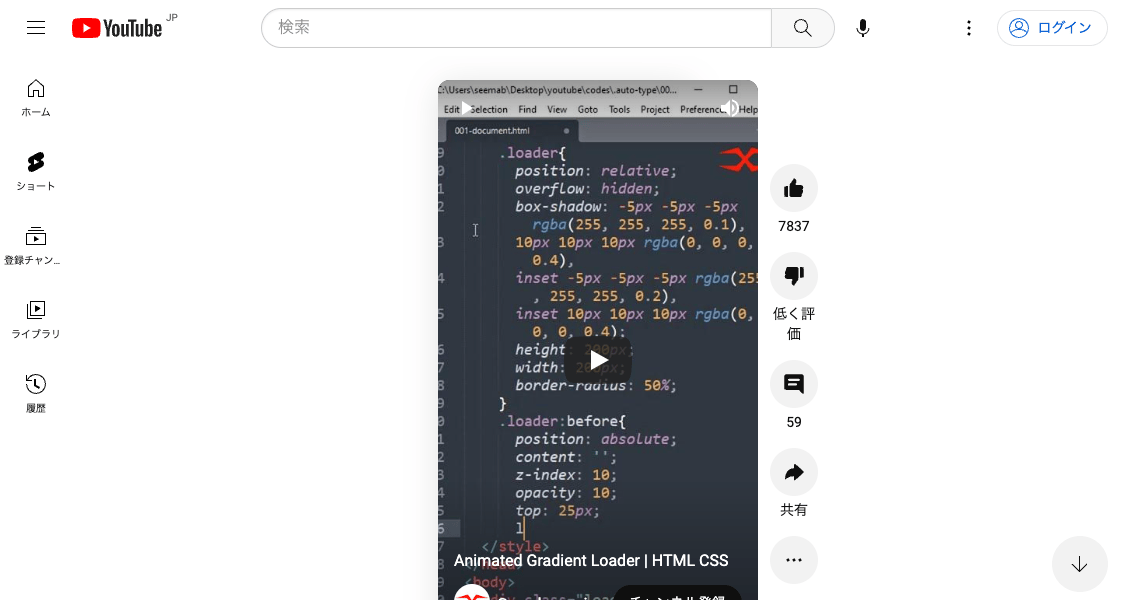 YouTube JP
検索
ログイン
ホーム
ショート
登録チャン...
ライブラリ
履歴
C:\Users\seemab\Desktop\youtube\codes\.auto-type\00...
Edit Selection Find View Goto Tools Project Preferenc Help
001-document.html
9 .loader{
0 position: relative;
1 overflow: hidden;
2 box-shadow: -5px -5px -5px
rgba(255, 255, 255, 0.1),
3 10px 10px 10px rgba(0, 0, 0,
0.4),
4 inset -5px -5px -5px rgba(255
, 255, 255, 0.2),
5 inset 10px 10px 10px rgba(0,
0, 0, 0.4);
6 height: 200px;
7 width: 200px;
8 border-radius: 50%;
9 }
0 .loader:before{
1 position: absolute;
2 content: '';
3 z-index: 10;
4 opacity: 10;
5 top: 25px;
6 l
7 </style>
Animated Gradient Loader | HTML CSS
8 </head>
9 <body>
チャンネル登録
7837
低く評
価
59
共有